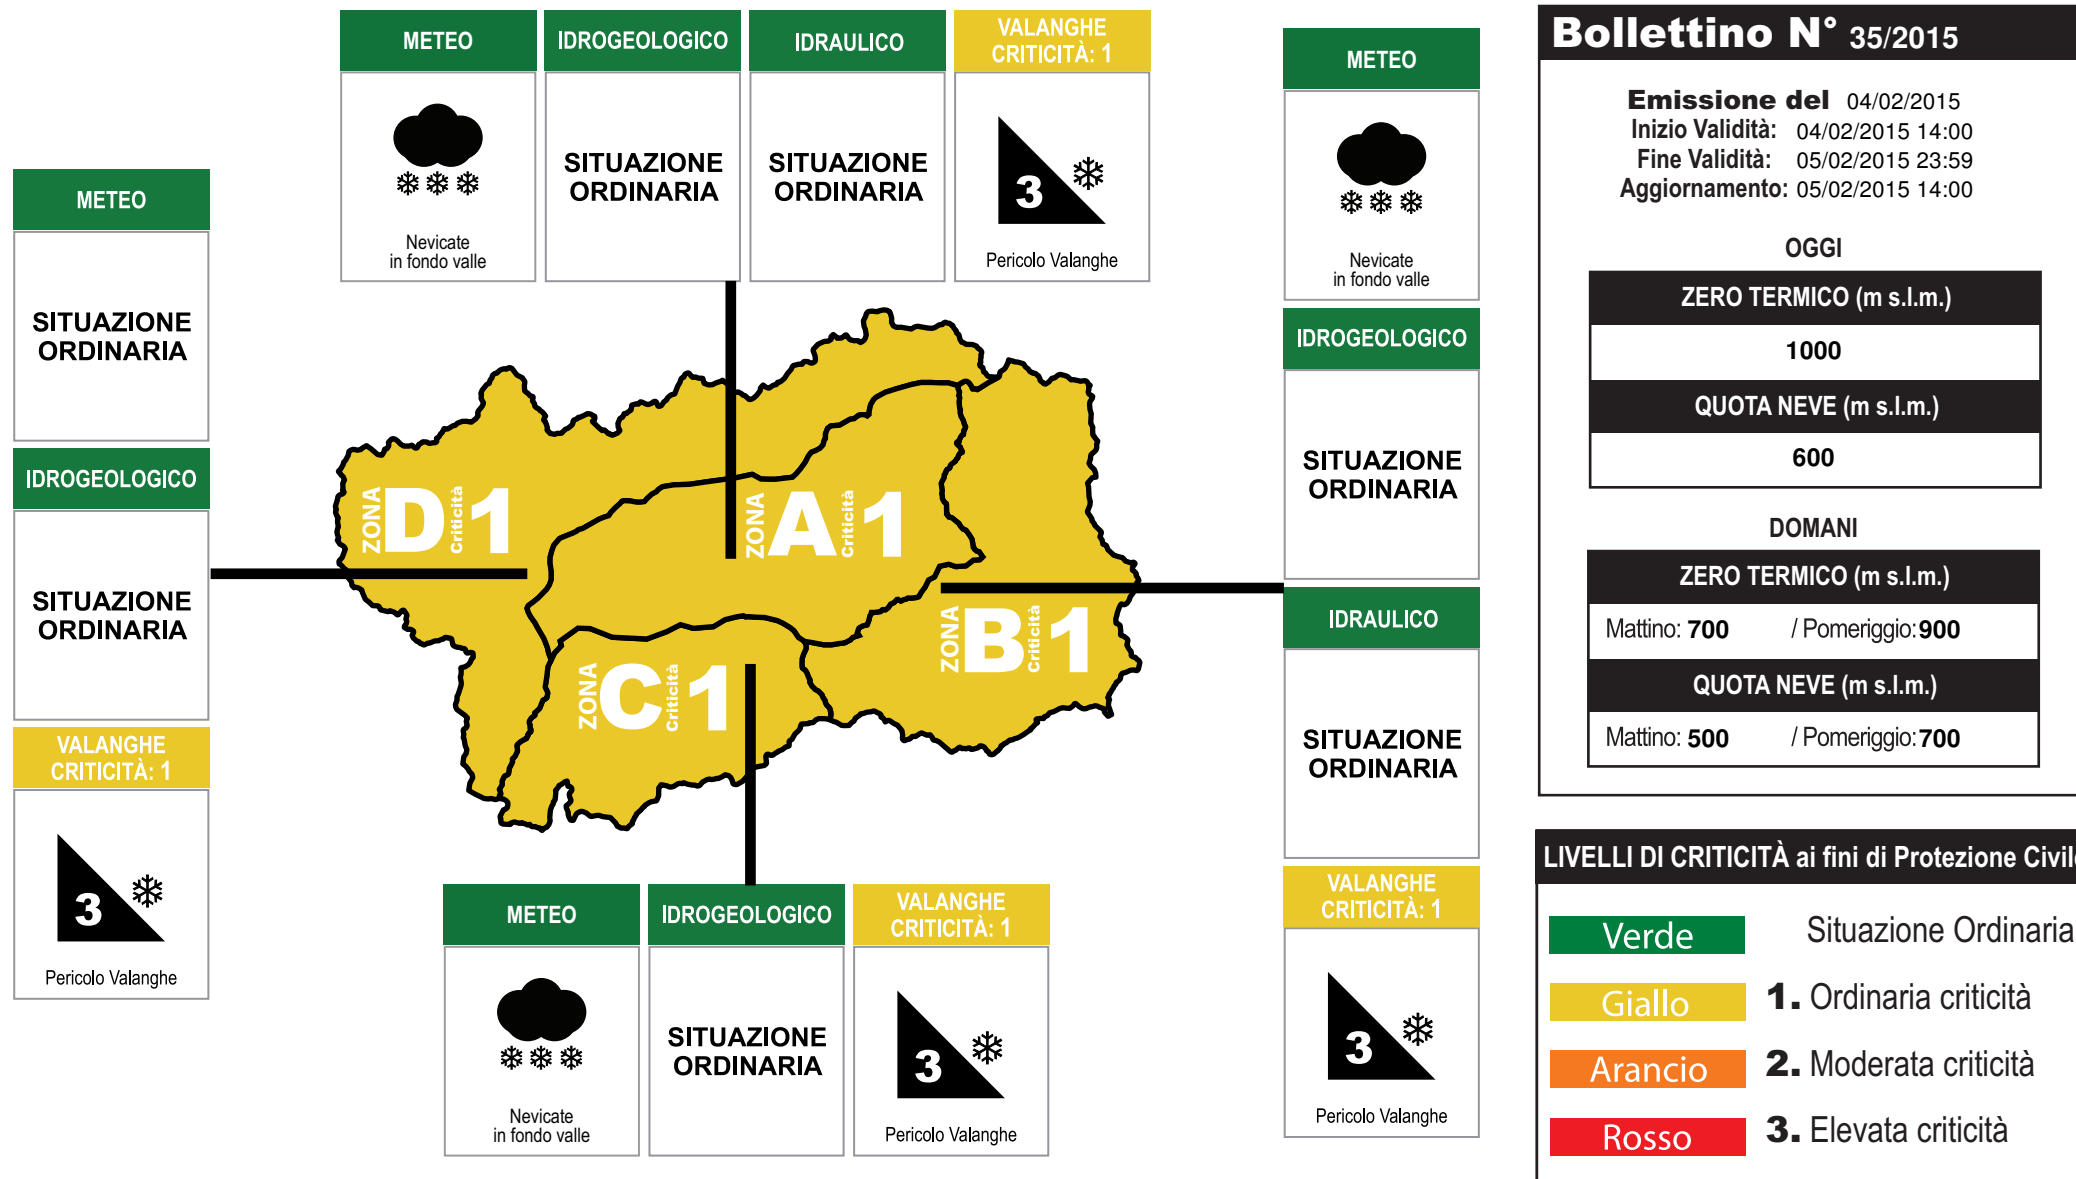 METEO
Nevicate
in fondo valle
IDROGEOLOGICO
SITUAZIONE
ORDINARIA
IDRAULICO
SITUAZIONE
ORDINARIA
VALANGHE
CRITICITÀ: 1
3
Pericolo Valanghe
METEO
SITUAZIONE
ORDINARIA
IDROGEOLOGICO
SITUAZIONE
ORDINARIA
VALANGHE
CRITICITÀ: 1
3
Pericolo Valanghe
ZONA D Criticità 1
ZONA A Criticità 1
ZONA B Criticità 1
ZONA C Criticità 1
METEO
Nevicate
in fondo valle
IDROGEOLOGICO
SITUAZIONE
ORDINARIA
VALANGHE
CRITICITÀ: 1
3
Pericolo Valanghe
METEO
Nevicate
in fondo valle
IDROGEOLOGICO
SITUAZIONE
ORDINARIA
IDRAULICO
SITUAZIONE
ORDINARIA
VALANGHE
CRITICITÀ: 1
3
Pericolo Valanghe
Bollettino N° 35/2015
Emissione del 04/02/2015
Inizio Validità: 04/02/2015 14:00
Fine Validità: 05/02/2015 23:59
Aggiornamento: 05/02/2015 14:00
OGGI
ZERO TERMICO (m s.l.m.)
1000
QUOTA NEVE (m s.l.m.)
600
DOMANI
ZERO TERMICO (m s.l.m.)
Mattino: 700 / Pomeriggio: 900
QUOTA NEVE (m s.l.m.)
Mattino: 500 / Pomeriggio: 700
LIVELLI DI CRITICITÀ ai fini di Protezione Civile
Verde Situazione Ordinaria
Giallo 1. Ordinaria criticità
Arancio 2. Moderata criticità
Rosso 3. Elevata criticità